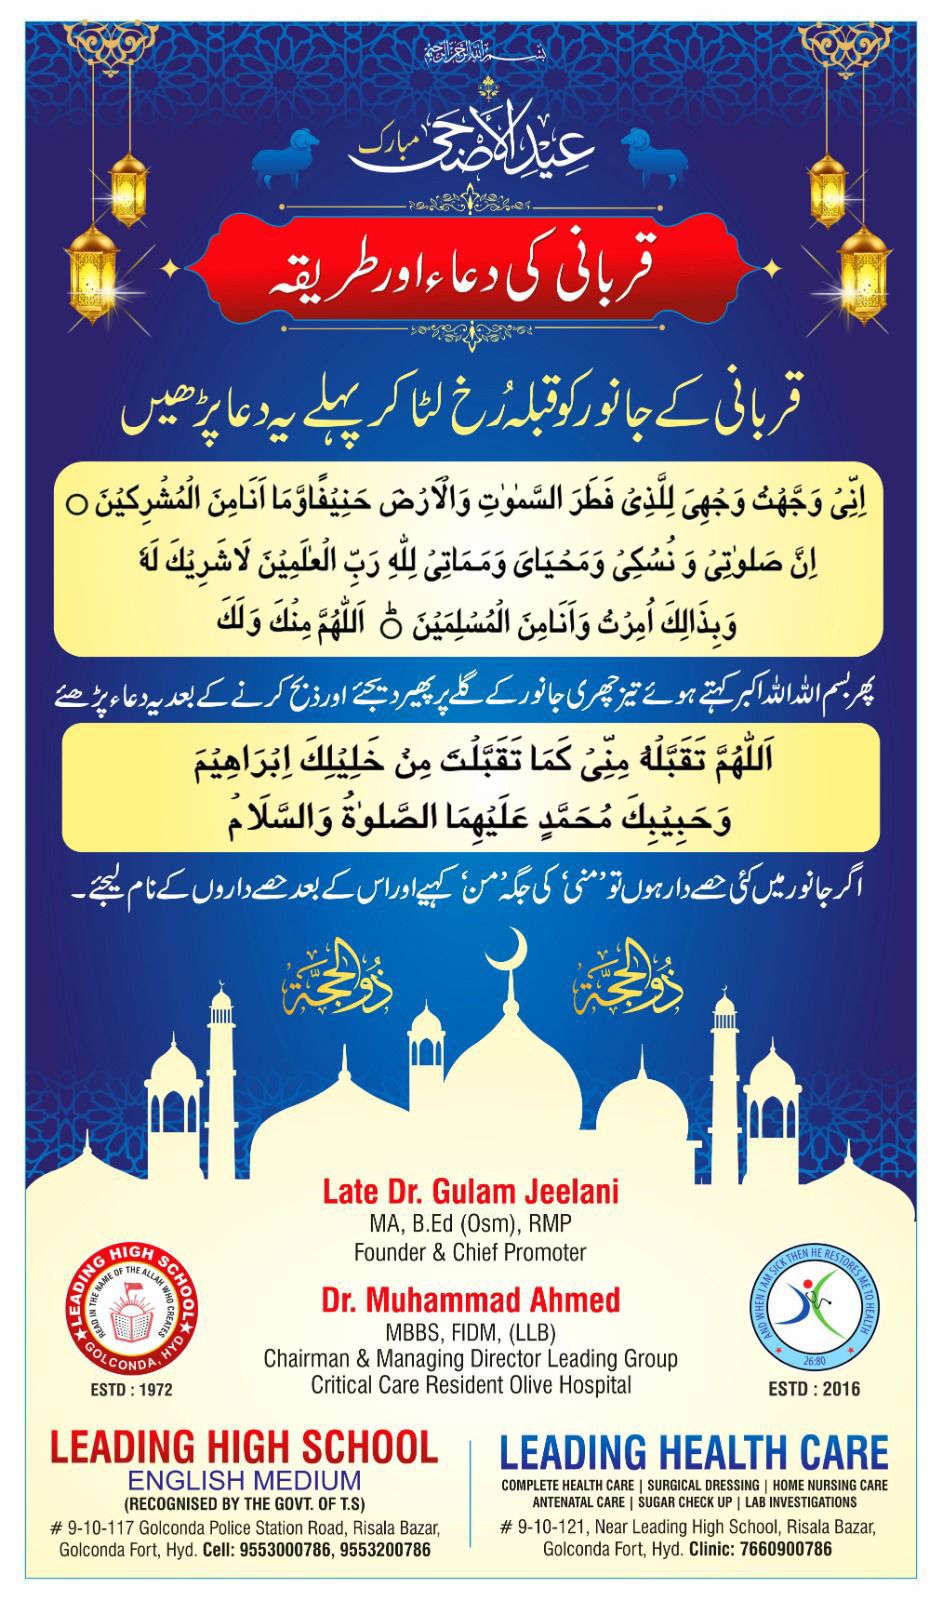 بسم اللہ الرحمٰن الرحیم
عید الأضحی مبارک
قربانی کی دعاء اور طریقہ
قربانی کے جانور کو قبلہ رُخ لٹا کر پہلے یہ دعا پڑھیں
اِنِّیْ وَجَّهْتُ وَجْهِیَ لِلَّذِیْ فَطَرَ السَّمٰوٰتِ وَالْاَرْضَ حَنِیْفًا وَّمَا اَنَا مِنَ الْمُشْرِکِیْنَ ○
اِنَّ صَلوٰتِیْ وَ نُسُکِیْ وَمَحْیَایَ وَمَمَاتِیْ لِلّٰهِ رَبِّ الْعٰلَمِیْنَ لَا شَرِیْكَ لَهٗ
وَبِذَالِكَ اُمِرْتُ وَاَنَا مِنَ الْمُسْلِمَیْنَ ○ؕ اَللّٰهُمَّ مِنْكَ وَلَكَ
پھر بسم اللہ اللہ اکبر کہتے ہوئے تیز چھری جانور کے گلے پر پھیر دیجئے اور ذبح کرنے کے بعد یہ دعاء پڑھئے
اَللّٰهُمَّ تَقَبَّلْهُ مِنِّیْ کَمَا تَقَبَّلْتَ مِنْ خَلِیْلِكَ اِبْرَاهِیْمَ
وَحَبِیْبِكَ مُحَمَّدٍ عَلَیْهِمَا الصَّلوٰةُ وَالسَّلَامُ
اگر جانور میں کئی حصے دار ہوں تو ’منی‘ کی جگہ ’من‘ کہیے اور اس کے بعد حصے داروں کے نام لیجئے۔
ذُو الْحِجَّة
ذُو الْحِجَّة
Late Dr. Gulam Jeelani
MA, B.Ed (Osm), RMP
Founder & Chief Promoter
Dr. Muhammad Ahmed
MBBS, FIDM, (LLB)
Chairman & Managing Director Leading Group
Critical Care Resident Olive Hospital
LEADING HIGH SCHOOL
READ IN THE NAME OF THE ALLAH WHO CREATES
GOLCONDA, HYD
ESTD : 1972
AND WHEN I AM SICK THEN HE RESTORES ME TO HEALTH
26:80
ESTD : 2016
LEADING HIGH SCHOOL
ENGLISH MEDIUM
(RECOGNISED BY THE GOVT. OF T.S)
# 9-10-117 Golconda Police Station Road, Risala Bazar,
Golconda Fort, Hyd. Cell: 9553000786, 9553200786
LEADING HEALTH CARE
COMPLETE HEALTH CARE | SURGICAL DRESSING | HOME NURSING CARE
ANTENATAL CARE | SUGAR CHECK UP | LAB INVESTIGATIONS
# 9-10-121, Near Leading High School, Risala Bazar,
Golconda Fort, Hyd. Clinic: 7660900786